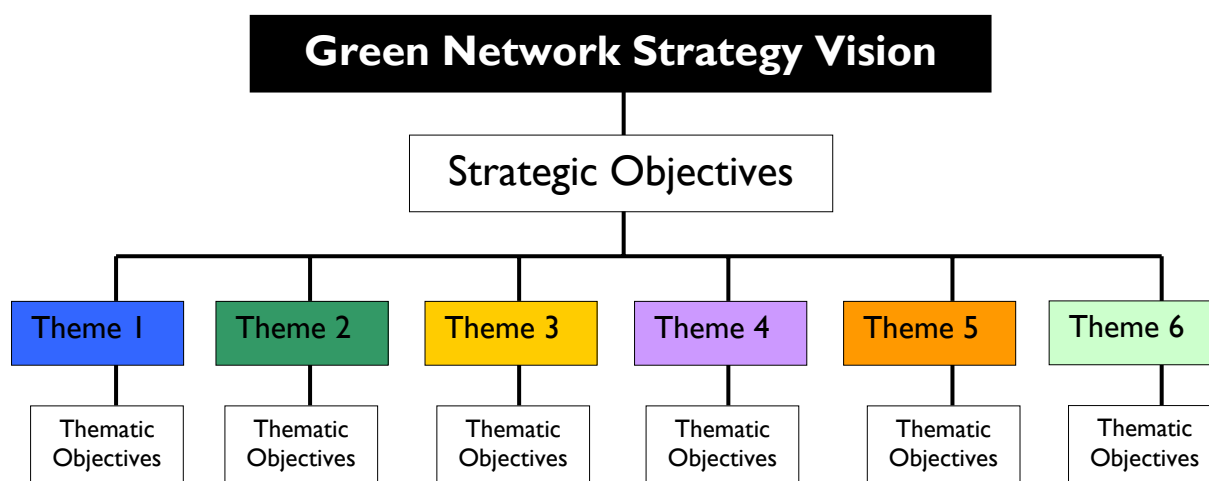 Green Network Strategy Vision
Strategic Objectives
Theme 1
Theme 2
Theme 3
Theme 4
Theme 5
Theme 6
Thematic
Objectives
Thematic
Objectives
Thematic
Objectives
Thematic
Objectives
Thematic
Objectives
Thematic
Objectives